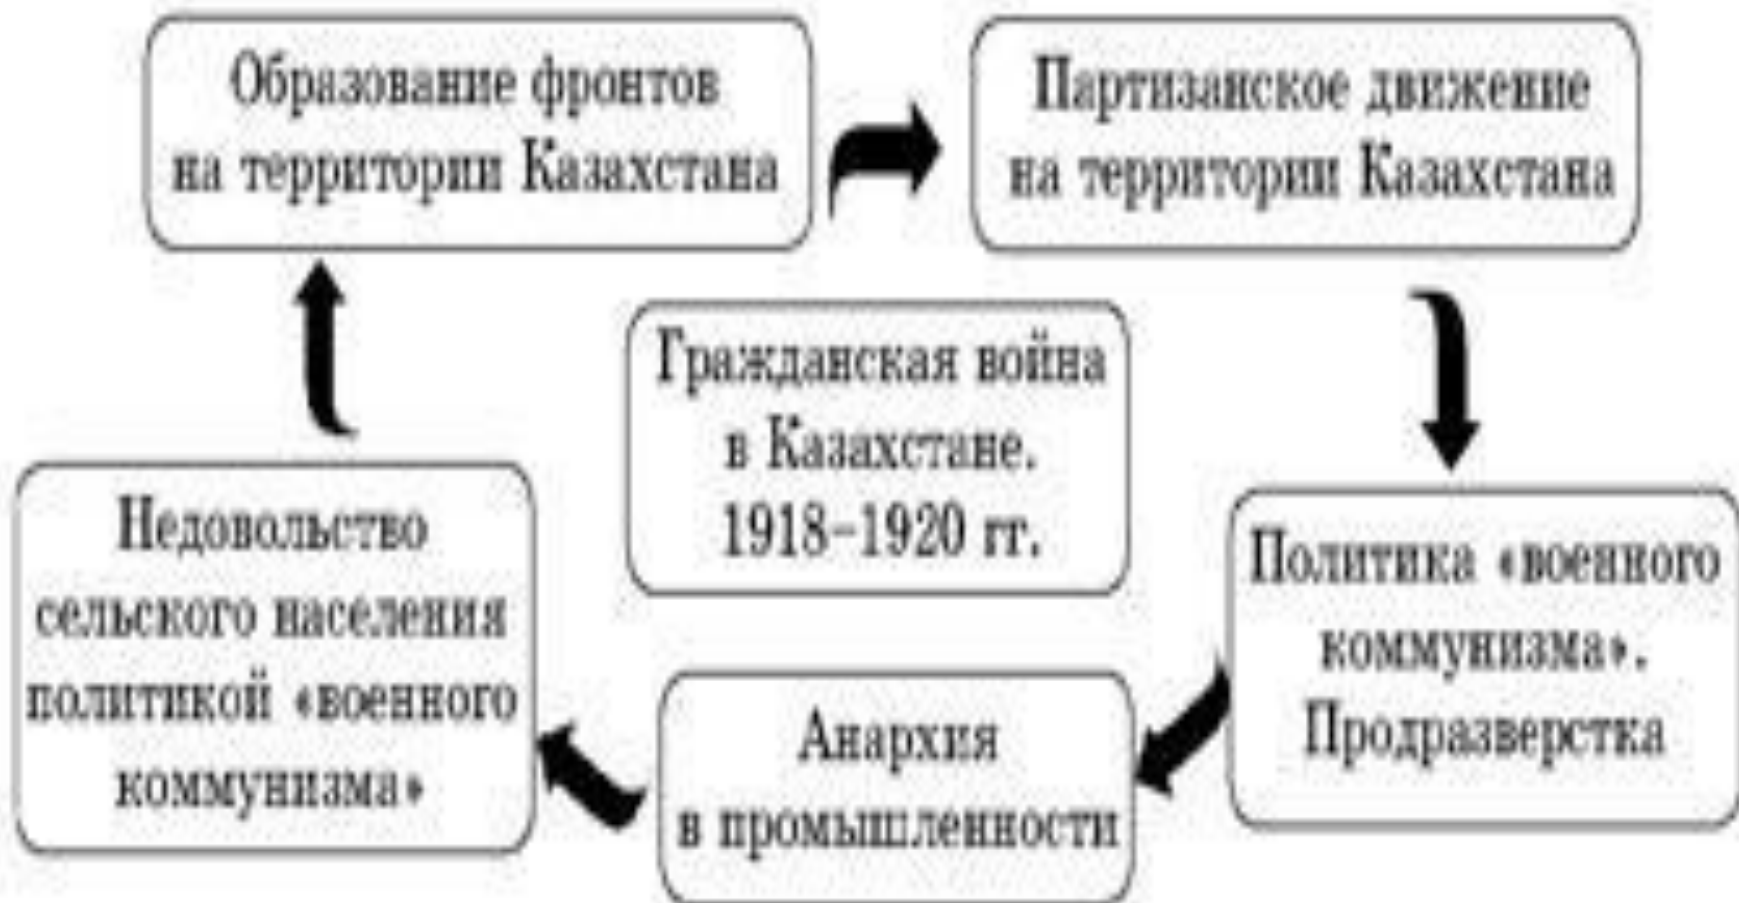 Образование фронтов
на территории Казахстана
Партизанское движение
на территории Казахстана
Гражданская война
в Казахстане.
1918–1920 гг.
Недовольство
сельского населения
политикой «военного
коммунизма»
Политика «военного
коммунизма».
Продразверстка
Анархия
в промышленности